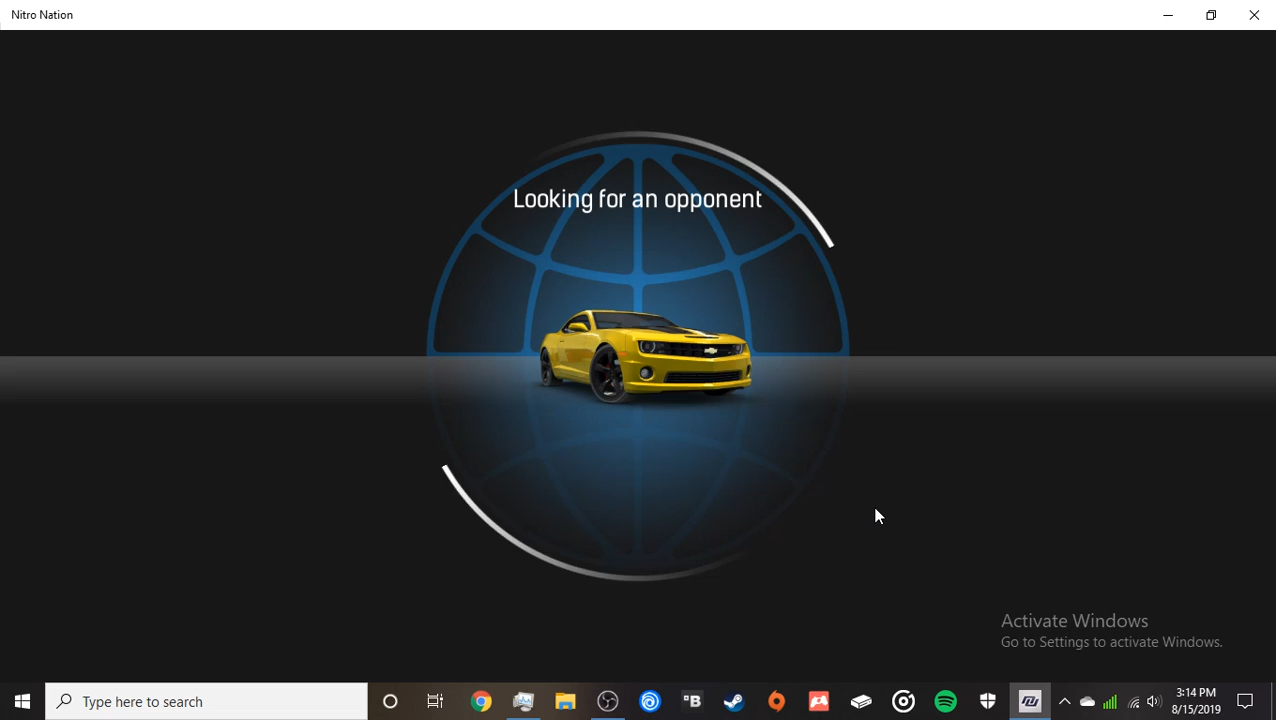 Nitro Nation
Looking for an opponent
Activate Windows
Go to Settings to activate Windows.
Type here to search
B
3:14 PM
8/15/2019